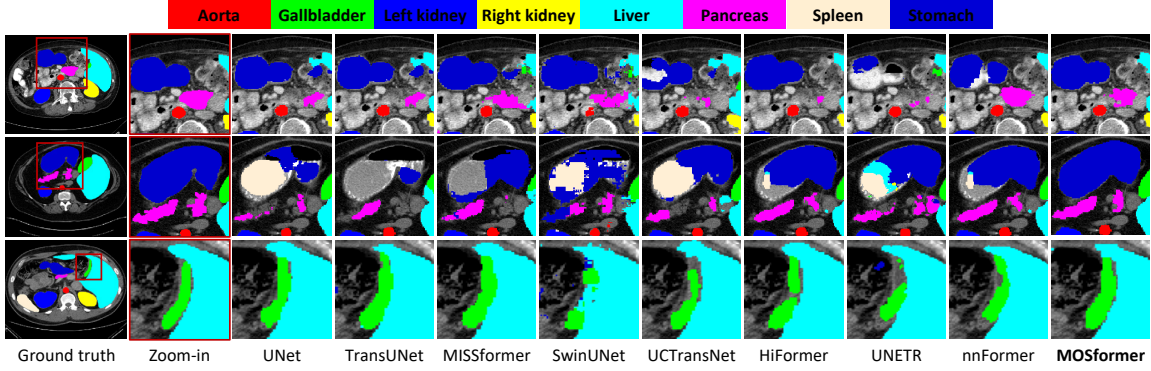 Aorta Gallbladder Left kidney Right kidney Liver Pancreas Spleen Stomach
Ground truth Zoom-in UNet TransUNet MISSformer SwinUNet UCTransNet HiFormer UNETR nnFormer MOSformer